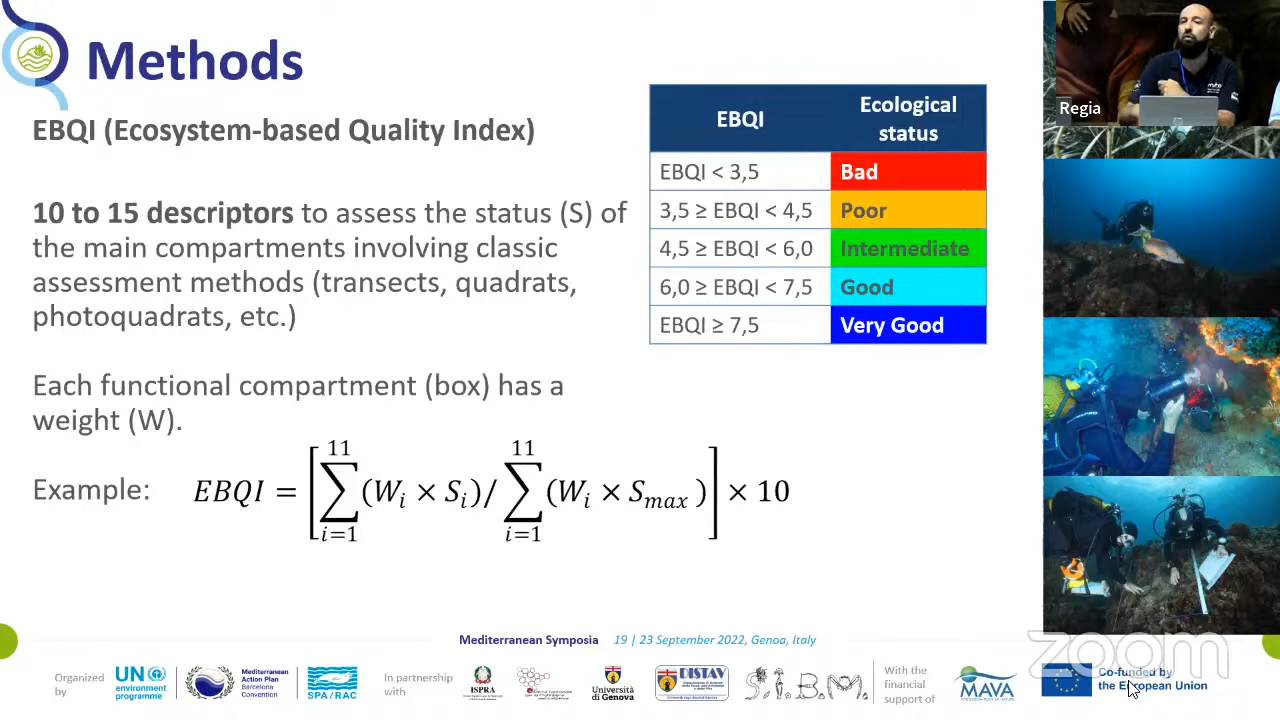 Methods
EBQI (Ecosystem-based Quality Index)
10 to 15 descriptors to assess the status (S) of
the main compartments involving classic
assessment methods (transects, quadrats,
photoquadrats, etc.)
Each functional compartment (box) has a
weight (W).
Example: EBQI = [∑_{i=1}^{11} (W_i × S_i) / ∑_{i=1}^{11} (W_i × S_{max})] × 10
EBQI Ecological status
EBQI < 3,5 Bad
3,5 ≥ EBQI < 4,5 Poor
4,5 ≥ EBQI < 6,0 Intermediate
6,0 ≥ EBQI < 7,5 Good
EBQI ≥ 7,5 Very Good
Regia
Mediterranean Symposia 19 | 23 September 2022, Genoa, Italy
Organized
by
UN
environment
programme
Mediterranean
Action Plan
Barcelona
Convention
SPA/RAC
In partnership
with
ISPRA
Università
di Genova
DISTAV
S.I.B.M.
With the
financial
support of
MAVA
Co-funded by
the European Union
zoom